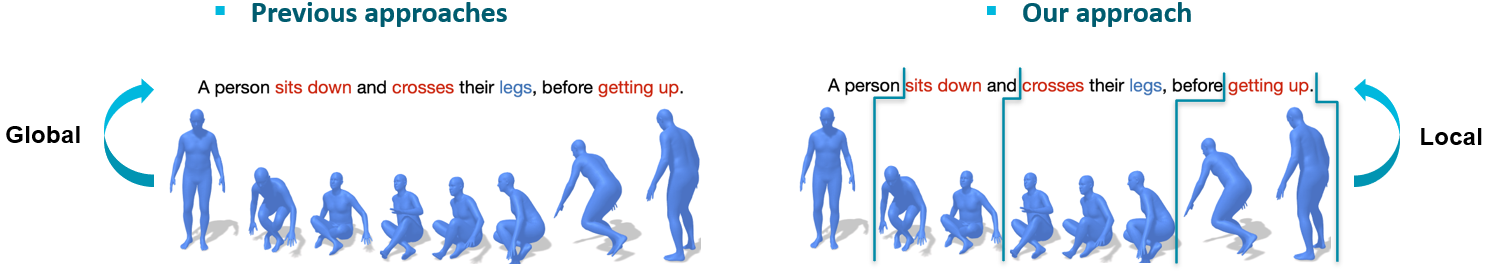 Previous approaches
A person sits down and crosses their legs, before getting up.
Global
Our approach
A person sits down and crosses their legs, before getting up.
Local